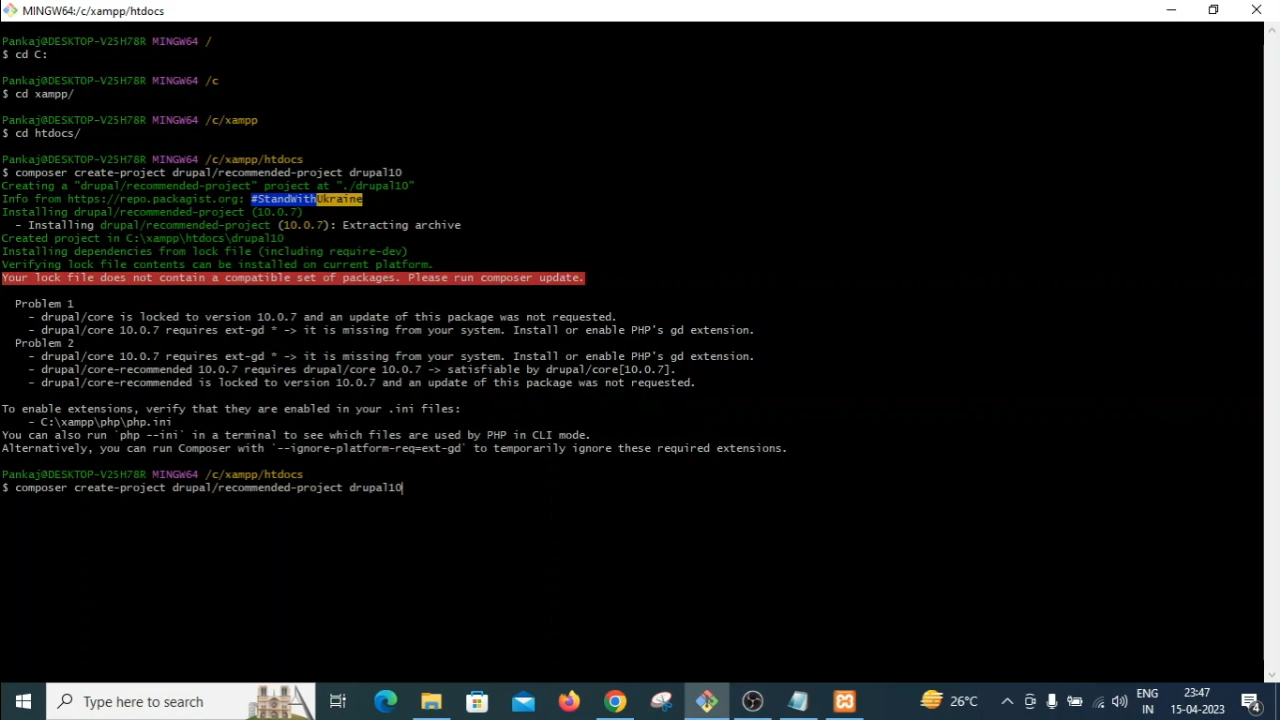 MINGW64:/c/xampp/htdocs
Pankaj@DESKTOP-V25H78R MINGW64 /
$ cd C:
Pankaj@DESKTOP-V25H78R MINGW64 /c
$ cd xampp/
Pankaj@DESKTOP-V25H78R MINGW64 /c/xampp
$ cd htdocs/
Pankaj@DESKTOP-V25H78R MINGW64 /c/xampp/htdocs
$ composer create-project drupal/recommended-project drupal10
Creating a "drupal/recommended-project" project at "./drupal10"
Info from https://repo.packagist.org: #StandWithUkraine
Installing drupal/recommended-project (10.0.7)
- Installing drupal/recommended-project (10.0.7): Extracting archive
Created project in C:\xampp\htdocs\drupal10
Installing dependencies from lock file (including require-dev)
Verifying lock file contents can be installed on current platform.
Your lock file does not contain a compatible set of packages. Please run composer update.
Problem 1
- drupal/core is locked to version 10.0.7 and an update of this package was not requested.
- drupal/core 10.0.7 requires ext-gd * -> it is missing from your system. Install or enable PHP's gd extension.
Problem 2
- drupal/core 10.0.7 requires ext-gd * -> it is missing from your system. Install or enable PHP's gd extension.
- drupal/core-recommended 10.0.7 requires drupal/core 10.0.7 -> satisfiable by drupal/core[10.0.7].
- drupal/core-recommended is locked to version 10.0.7 and an update of this package was not requested.
To enable extensions, verify that they are enabled in your .ini files:
- C:\xampp\php\php.ini
You can also run `php --ini` in a terminal to see which files are used by PHP in CLI mode.
Alternatively, you can run Composer with `--ignore-platform-req=ext-gd` to temporarily ignore these required extensions.
Pankaj@DESKTOP-V25H78R MINGW64 /c/xampp/htdocs
$ composer create-project drupal/recommended-project drupal10
Type here to search
26°C
ENG
IN
23:47
15-04-2023
4